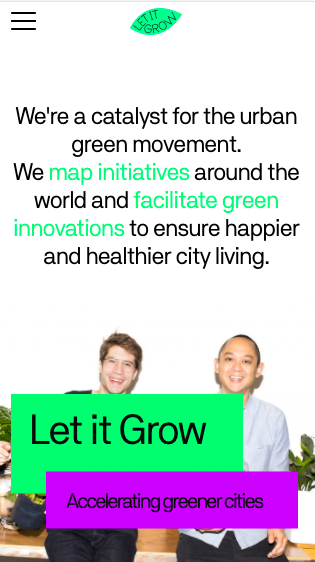 LET IT
GROW
We're a catalyst for the urban
green movement.
We map initiatives around the
world and facilitate green
innovations to ensure happier
and healthier city living.
Let it Grow
Accelerating greener cities